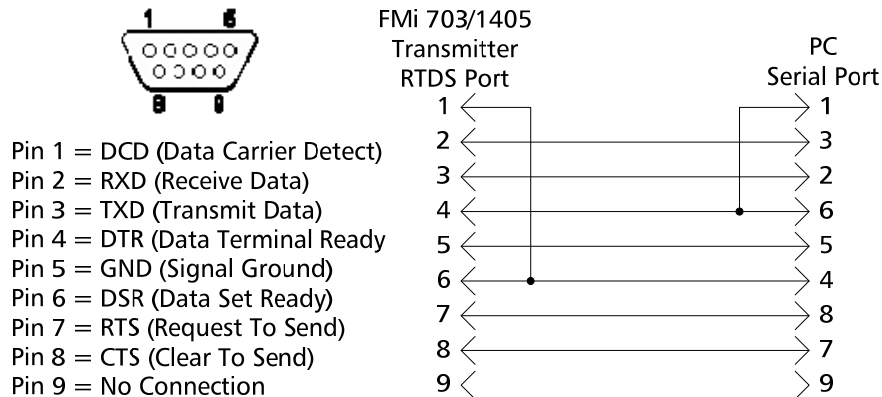 1 6
8 9
Pin 1 = DCD (Data Carrier Detect)
Pin 2 = RXD (Receive Data)
Pin 3 = TXD (Transmit Data)
Pin 4 = DTR (Data Terminal Ready
Pin 5 = GND (Signal Ground)
Pin 6 = DSR (Data Set Ready)
Pin 7 = RTS (Request To Send)
Pin 8 = CTS (Clear To Send)
Pin 9 = No Connection
FMi 703/1405
Transmitter
RTDS Port
PC
Serial Port
1 1
2 3
3 2
4 6
5 5
6 4
7 8
8 7
9 9